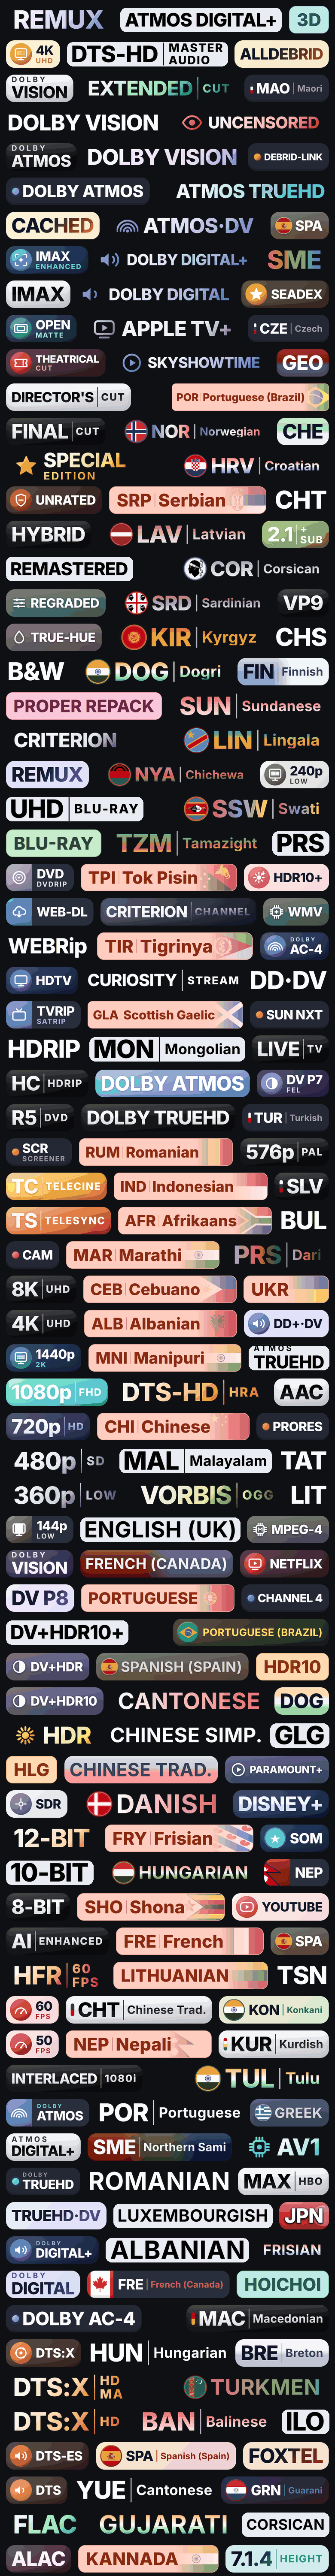 REMUX ATMOS DIGITAL+ 3D
4K UHD DTS-HD MASTER AUDIO ALLDEBRID
DOLBY VISION EXTENDED CUT MAO Maori
DOLBY VISION UNCENSORED
DOLBY ATMOS DOLBY VISION DEBRID-LINK
DOLBY ATMOS ATMOS TRUEHD
CACHED ATMOS·DV SPA
IMAX ENHANCED DOLBY DIGITAL+ SME
IMAX DOLBY DIGITAL SEADEX
OPEN MATTE APPLE TV+ CZE Czech
THEATRICAL CUT SKYSHOWTIME GEO
DIRECTOR'S CUT POR Portuguese (Brazil)
FINAL CUT NOR Norwegian CHE
SPECIAL EDITION HRV Croatian
UNRATED SRP Serbian CHT
HYBRID LAV Latvian 2.1 + SUB
REMASTERED COR Corsican
REGRADED SRD Sardinian VP9
TRUE-HUE KIR Kyrgyz CHS
B&W DOG Dogri FIN Finnish
PROPER REPACK SUN Sundanese
CRITERION LIN Lingala
REMUX NYA Chichewa 240p LOW
UHD BLU-RAY SSW Swati
BLU-RAY TZM Tamazight PRS
DVD DVDRIP TPI Tok Pisin HDR10+
WEB-DL CRITERION CHANNEL WMV
WEBRip TIR Tigrinya DOLBY AC-4
HDTV CURIOSITY STREAM DD·DV
TVRIP SATRIP GLA Scottish Gaelic SUN NXT
HDRIP MON Mongolian LIVE TV
HC HDRIP DOLBY ATMOS DV P7 FEL
R5 DVD DOLBY TRUEHD TUR Turkish
SCR SCREENER RUM Romanian 576p PAL
TC TELECINE IND Indonesian SLV
TS TELESYNC AFR Afrikaans BUL
CAM MAR Marathi PRS Dari
8K UHD CEB Cebuano UKR
4K UHD ALB Albanian DD+·DV
1440p 2K MNI Manipuri ATMOS TRUEHD
1080p FHD DTS-HD HRA AAC
720p HD CHI Chinese PRORES
480p SD MAL Malayalam TAT
360p LOW VORBIS OGG LIT
144p LOW ENGLISH (UK) MPEG-4
DOLBY VISION FRENCH (CANADA) NETFLIX
DV P8 PORTUGUESE CHANNEL 4
DV+HDR10+ PORTUGUESE (BRAZIL)
DV+HDR SPANISH (SPAIN) HDR10
DV+HDR10 CANTONESE DOG
HDR CHINESE SIMP. GLG
HLG CHINESE TRAD. PARAMOUNT+
SDR DANISH DISNEY+
12-BIT FRY Frisian SOM
10-BIT HUNGARIAN NEP
8-BIT SHO Shona YOUTUBE
AI ENHANCED FRE French SPA
HFR 60 FPS LITHUANIAN TSN
60 FPS CHT Chinese Trad. KON Konkani
50 FPS NEP Nepali KUR Kurdish
INTERLACED 1080i TUL Tulu
DOLBY ATMOS POR Portuguese GREEK
ATMOS DIGITAL+ SME Northern Sami AV1
DOLBY TRUEHD ROMANIAN MAX HBO
TRUEHD·DV LUXEMBOURGISH JPN
DOLBY DIGITAL+ ALBANIAN FRISIAN
DOLBY DIGITAL FRE French (Canada) HOICHOI
DOLBY AC-4 MAC Macedonian
DTS:X HUN Hungarian BRE Breton
DTS:X HD MA TURKMEN
DTS:X HD BAN Balinese ILO
DTS-ES SPA Spanish (Spain) FOXTEL
DTS YUE Cantonese GRN Guarani
FLAC GUJARATI CORSICAN
ALAC KANNADA 7.1.4 HEIGHT